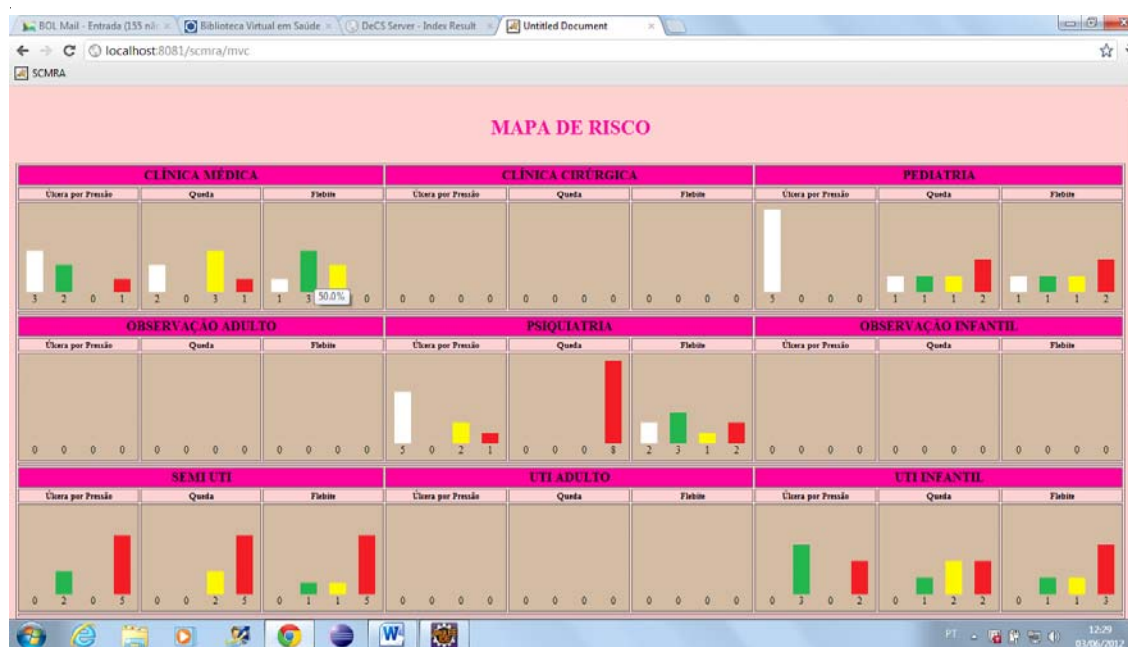 BOL Mail - Entrada (155 nã Biblioteca Virtual em Saúde DeCS Server - Index Result Untitled Document
localhost:8081/scmra/mvc
SCMRA
MAPA DE RISCO
CLÍNICA MÉDICA CLÍNICA CIRÚRGICA PEDIATRIA
Úlcera por Pressão Queda Flebite Úlcera por Pressão Queda Flebite Úlcera por Pressão Queda Flebite
50.0%
3 2 0 1 2 0 3 1 1 3 0 0 0 0 0 0 0 0 0 0 0 0 0 5 0 0 0 1 1 1 2 1 1 1 2
OBSERVAÇÃO ADULTO PSIQUIATRIA OBSERVAÇÃO INFANTIL
Úlcera por Pressão Queda Flebite Úlcera por Pressão Queda Flebite Úlcera por Pressão Queda Flebite
0 0 0 0 0 0 0 0 0 0 0 0 5 0 2 1 0 0 0 8 2 3 1 2 0 0 0 0 0 0 0 0 0 0 0 0
SEMI UTI UTI ADULTO UTI INFANTIL
Úlcera por Pressão Queda Flebite Úlcera por Pressão Queda Flebite Úlcera por Pressão Queda Flebite
0 2 0 5 0 0 2 5 0 1 1 5 0 0 0 0 0 0 0 0 0 0 0 0 0 3 0 2 0 1 2 2 0 1 1 3
PT 12:29
03/06/2012